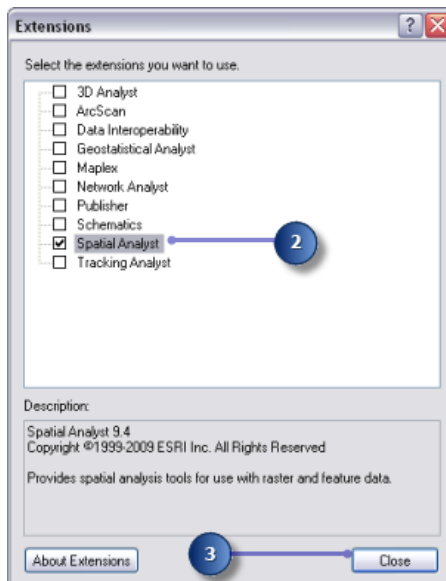 Extensions
Select the extensions you want to use.
3D Analyst
ArcScan
Data Interoperability
Geostatistical Analyst
Maplex
Network Analyst
Publisher
Schematics
Spatial Analyst
2
Tracking Analyst
Description:
Spatial Analyst 9.4
Copyright ©1999-2009 ESRI Inc. All Rights Reserved
Provides spatial analysis tools for use with raster and feature data.
About Extensions
3
Close